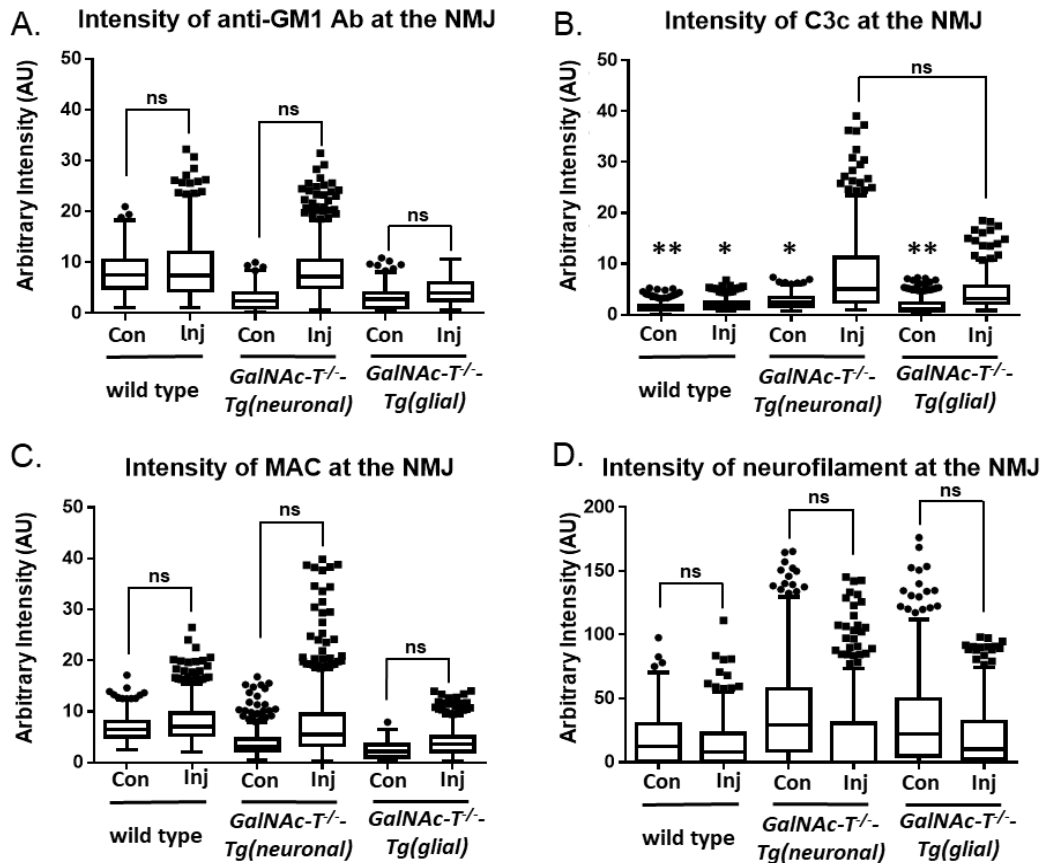 A. Intensity of anti-GM1 Ab at the NMJ
Arbitrary Intensity (AU)
50
40
30
20
10
0
ns
ns
ns
Con Inj Con Inj Con Inj
wild type
GalNAc-T-/--
Tg(neuronal)
GalNAc-T-/--
Tg(glial)
B. Intensity of C3c at the NMJ
Arbitrary Intensity (AU)
50
40
30
20
10
0
ns
** * * **
Con Inj Con Inj Con Inj
wild type
GalNAc-T-/--
Tg(neuronal)
GalNAc-T-/--
Tg(glial)
C. Intensity of MAC at the NMJ
Arbitrary Intensity (AU)
50
40
30
20
10
0
ns
ns
ns
Con Inj Con Inj Con Inj
wild type
GalNAc-T-/--
Tg(neuronal)
GalNAc-T-/--
Tg(glial)
D. Intensity of neurofilament at the NMJ
Arbitrary Intensity (AU)
200
150
100
50
0
ns
ns
ns
Con Inj Con Inj Con Inj
wild type
GalNAc-T-/--
Tg(neuronal)
GalNAc-T-/--
Tg(glial)